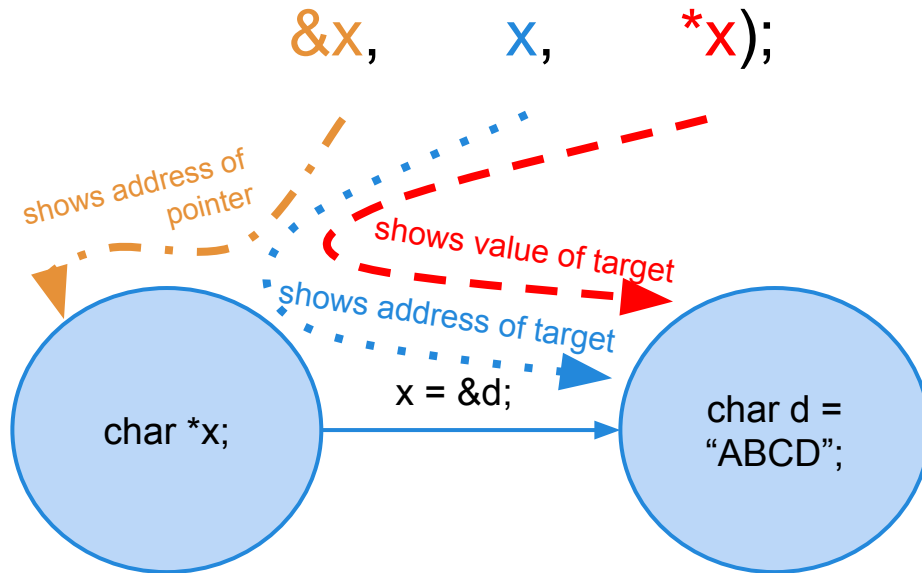 &x, x, *x);
shows address of
pointer
shows value of target
shows address of target
x = &d;
char *x;
char d =
“ABCD”;